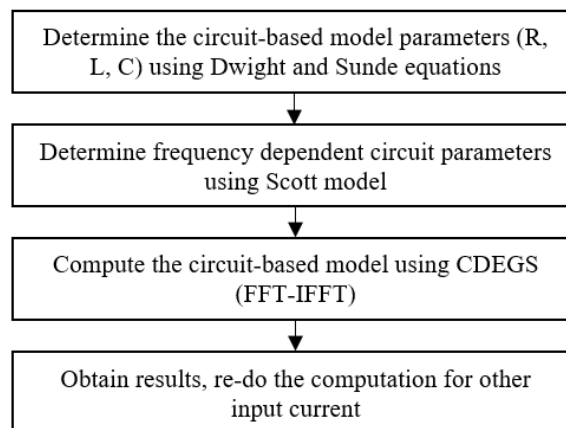 Determine the circuit-based model parameters (R,
L, C) using Dwight and Sunde equations
Determine frequency dependent circuit parameters
using Scott model
Compute the circuit-based model using CDEGS
(FFT-IFFT)
Obtain results, re-do the computation for other
input current